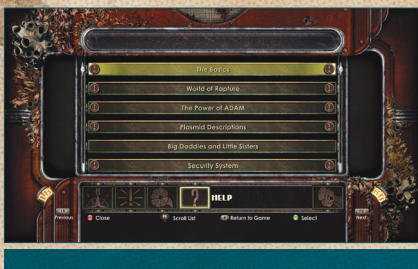 The Basics
World of Rapture
The Power of ADAM
Plasmid Descriptions
Big Daddies and Little Sisters
Security System
HELP
Previous
Close
Scroll List
Return to Game
Select
Next